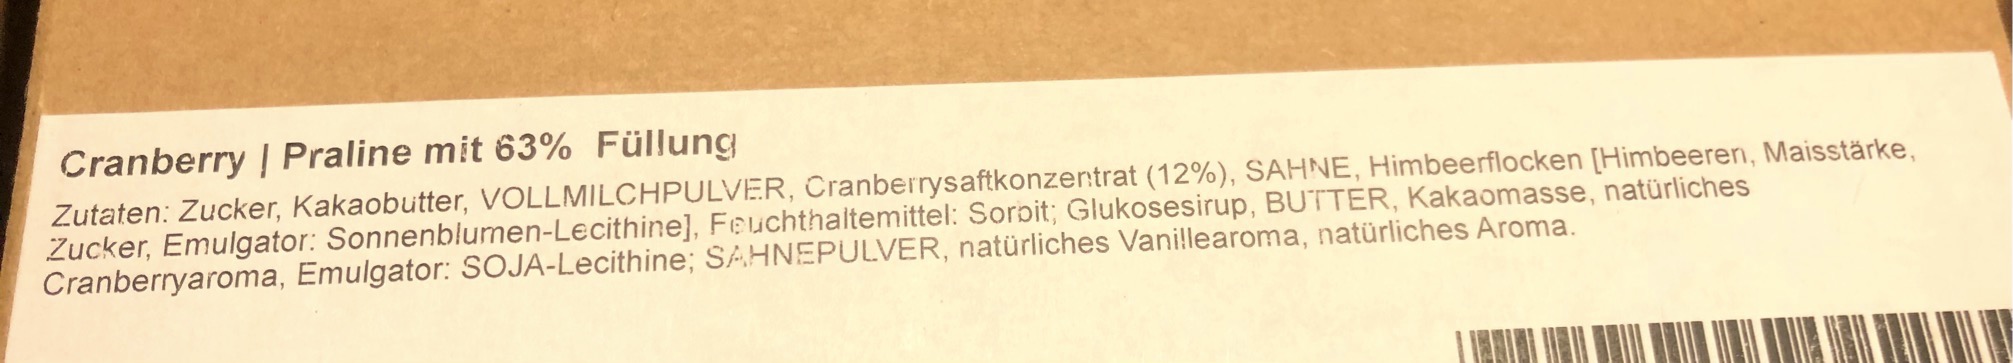 Cranberry | Praline mit 63% Füllung
Zutaten: Zucker, Kakaobutter, VOLLMILCHPULVER, Cranberrysaftkonzentrat (12%), SAHNE, Himbeerflocken [Himbeeren, Maisstärke,
Zucker, Emulgator: Sonnenblumen-Lecithine], Feuchthaltemittel: Sorbit; Glukosesirup, BUTTER, Kakaomasse, natürliches
Cranberryaroma, Emulgator: SOJA-Lecithine; SAHNEPULVER, natürliches Vanillearoma, natürliches Aroma.